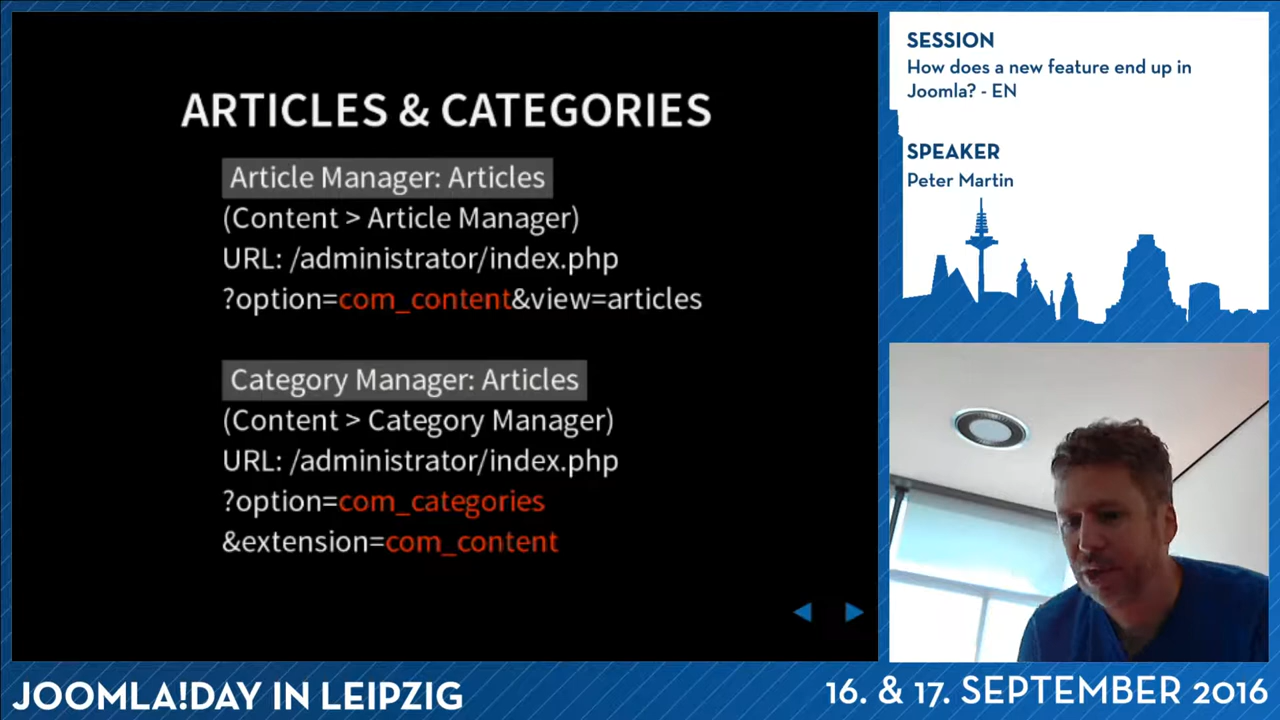 ARTICLES & CATEGORIES
Article Manager: Articles
(Content > Article Manager)
URL: /administrator/index.php
?option=com_content&view=articles
Category Manager: Articles
(Content > Category Manager)
URL: /administrator/index.php
?option=com_categories
&extension=com_content
SESSION
How does a new feature end up in
Joomla? - EN
SPEAKER
Peter Martin
JOOMLA!DAY IN LEIPZIG
16. & 17. SEPTEMBER 2016